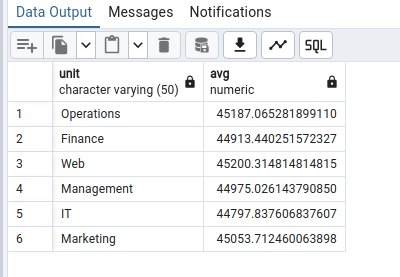 Data Output Messages Notifications
SQL
unit avg
character varying (50) numeric
1 Operations 45187.065281899110
2 Finance 44913.440251572327
3 Web 45200.314814814815
4 Management 44975.026143790850
5 IT 44797.837606837607
6 Marketing 45053.712460063898